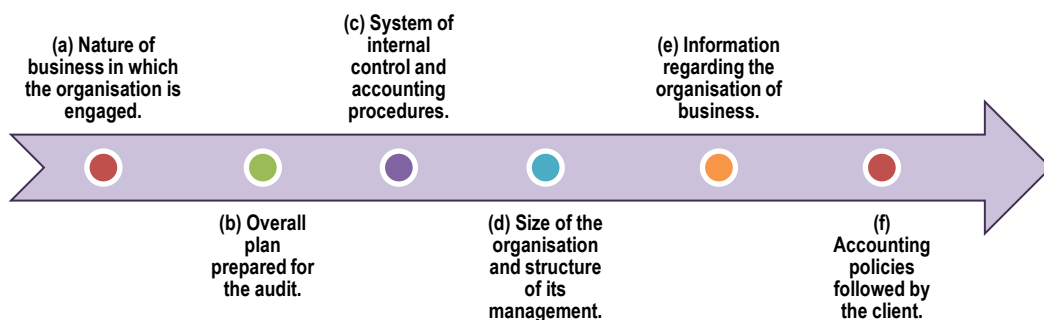 (a) Nature of
business in which
the organisation is
engaged.
(b) Overall
plan
prepared for
the audit.
(c) System of
internal
control and
accounting
procedures.
(d) Size of the
organisation
and structure
of its
management.
(e) Information
regarding the
organisation of
business.
(f)
Accounting
policies
followed by
the client.